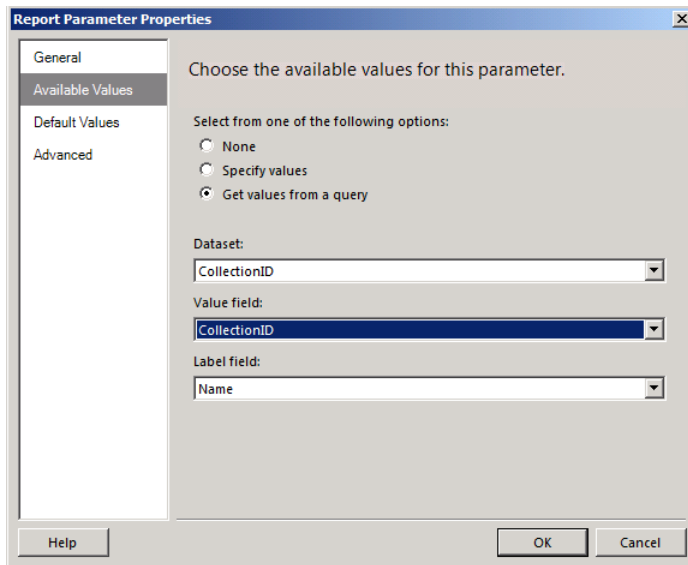 Report Parameter Properties
General
Available Values
Default Values
Advanced
Choose the available values for this parameter.
Select from one of the following options:
None
Specify values
Get values from a query
Dataset:
CollectionID
Value field:
CollectionID
Label field:
Name
Help
OK
Cancel